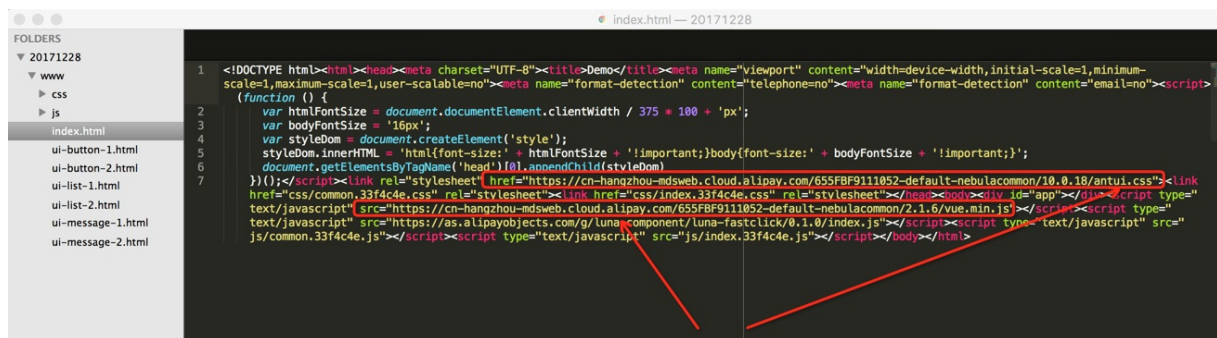 index.html — 20171228
FOLDERS
20171228
www
css
js
index.html
ui-button-1.html
ui-button-2.html
ui-list-1.html
ui-list-2.html
ui-message-1.html
ui-message-2.html
1 <!DOCTYPE html><html><head><meta charset="UTF-8"><title>Demo</title><meta name="viewport" content="width=device-width,initial-scale=1,minimum-
scale=1,maximum-scale=1,user-scalable=no"><meta name="format-detection" content="telephone=no"><meta name="format-detection" content="email=no"><script>
(function () {
2 var htmlFontSize = document.documentElement.clientWidth / 375 * 100 + 'px';
3 var bodyFontSize = '16px';
4 var styleDom = document.createElement('style');
5 styleDom.innerHTML = 'html{font-size:' + htmlFontSize + '!important;}body{font-size:' + bodyFontSize + '!important;}';
6 document.getElementsByTagName('head')[0].appendChild(styleDom)
7 })();</script><link rel="stylesheet" href="https://cn-hangzhou-mdsweb.cloud.alipay.com/655FBF9111052-default-nebulacommon/10.0.18/antui.css"><link
href="css/common.33f4c4e.css" rel="stylesheet"><link href="css/index.33f4c4e.css" rel="stylesheet"></head><body><div id="app"></div><script type="
text/javascript" src="https://cn-hangzhou-mdsweb.cloud.alipay.com/655FBF9111052-default-nebulacommon/2.1.6/vue.min.js"></script><script type="
text/javascript" src="https://as.alipayobjects.com/g/luna-component/luna-fastclick/0.1.0/index.js"></script><script type="text/javascript" src="
js/common.33f4c4e.js"></script><script type="text/javascript" src="js/index.33f4c4e.js"></script></body></html>